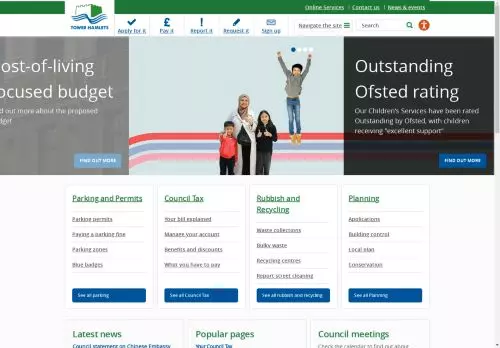 Online Services
Contact us
News & events
TOWER HAMLETS
Apply for it
Pay it
Report it
Request it
Sign up
Navigate the site
Search
ost-of-living
ocused budget
d out more about the proposed
dget
FIND OUT MORE
Outstanding
Ofsted rating
Our Children's Services have been rated
Outstanding by Ofsted, with children
receiving "excellent support"
FIND OUT MORE
Parking and Permits
Parking permits
Paying a parking fine
Parking zones
Blue badges
See all parking
Council Tax
Your bill explained
Manage your account
Benefits and discounts
What you have to pay
See all Council Tax
Rubbish and
Recycling
Waste collections
Bulky waste
Recycling centres
Report street cleaning
See all rubbish and recycling
Planning
Applications
Building control
Local plan
Conservation
See all Planning
Latest news
Council statement on Chinese Embassy
Popular pages
Your Council Tax
Council meetings
Check the calendar to find out about